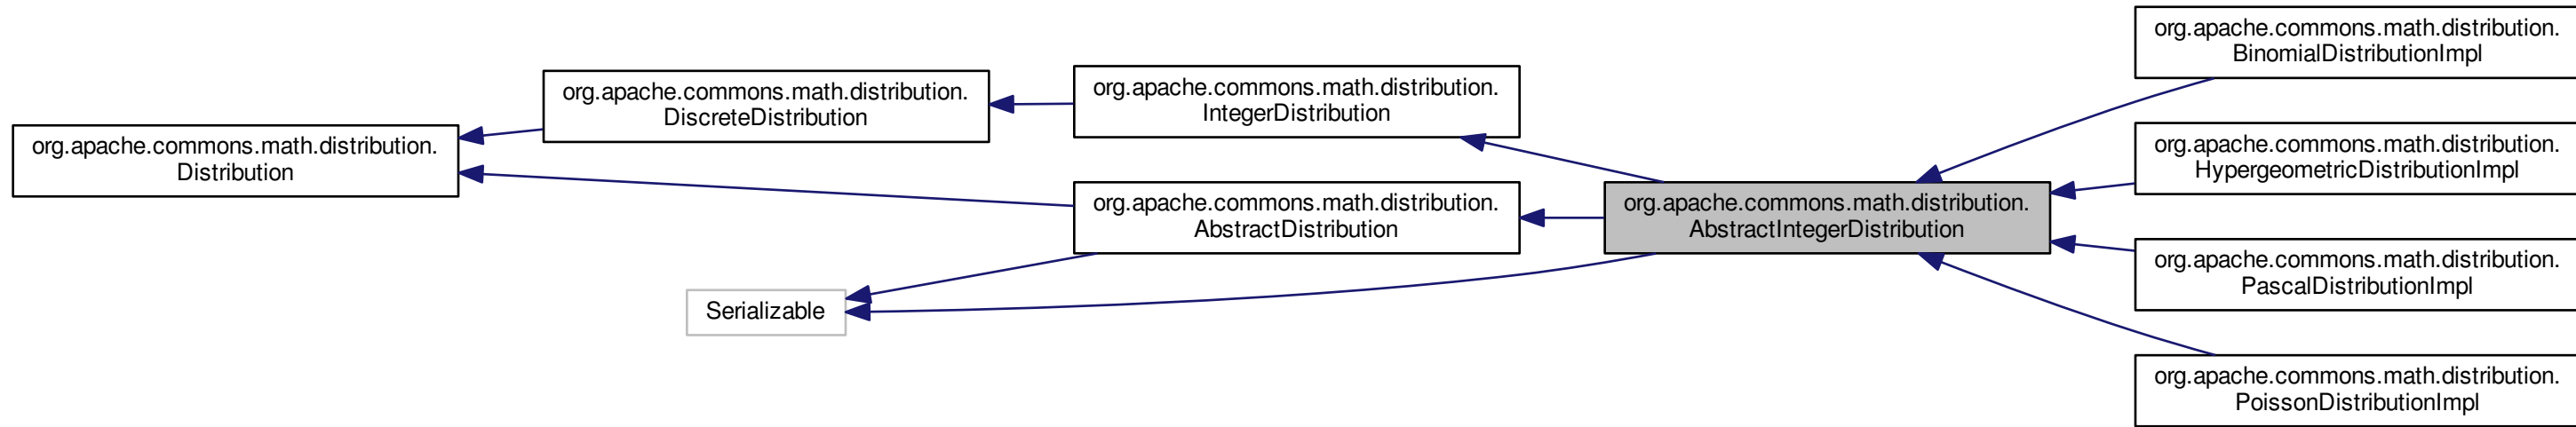 org.apache.commons.math.distribution.
Distribution
org.apache.commons.math.distribution.
DiscreteDistribution
Serializable
org.apache.commons.math.distribution.
IntegerDistribution
org.apache.commons.math.distribution.
AbstractDistribution
org.apache.commons.math.distribution.
AbstractIntegerDistribution
org.apache.commons.math.distribution.
BinomialDistributionImpl
org.apache.commons.math.distribution.
HypergeometricDistributionImpl
org.apache.commons.math.distribution.
PascalDistributionImpl
org.apache.commons.math.distribution.
PoissonDistributionImpl